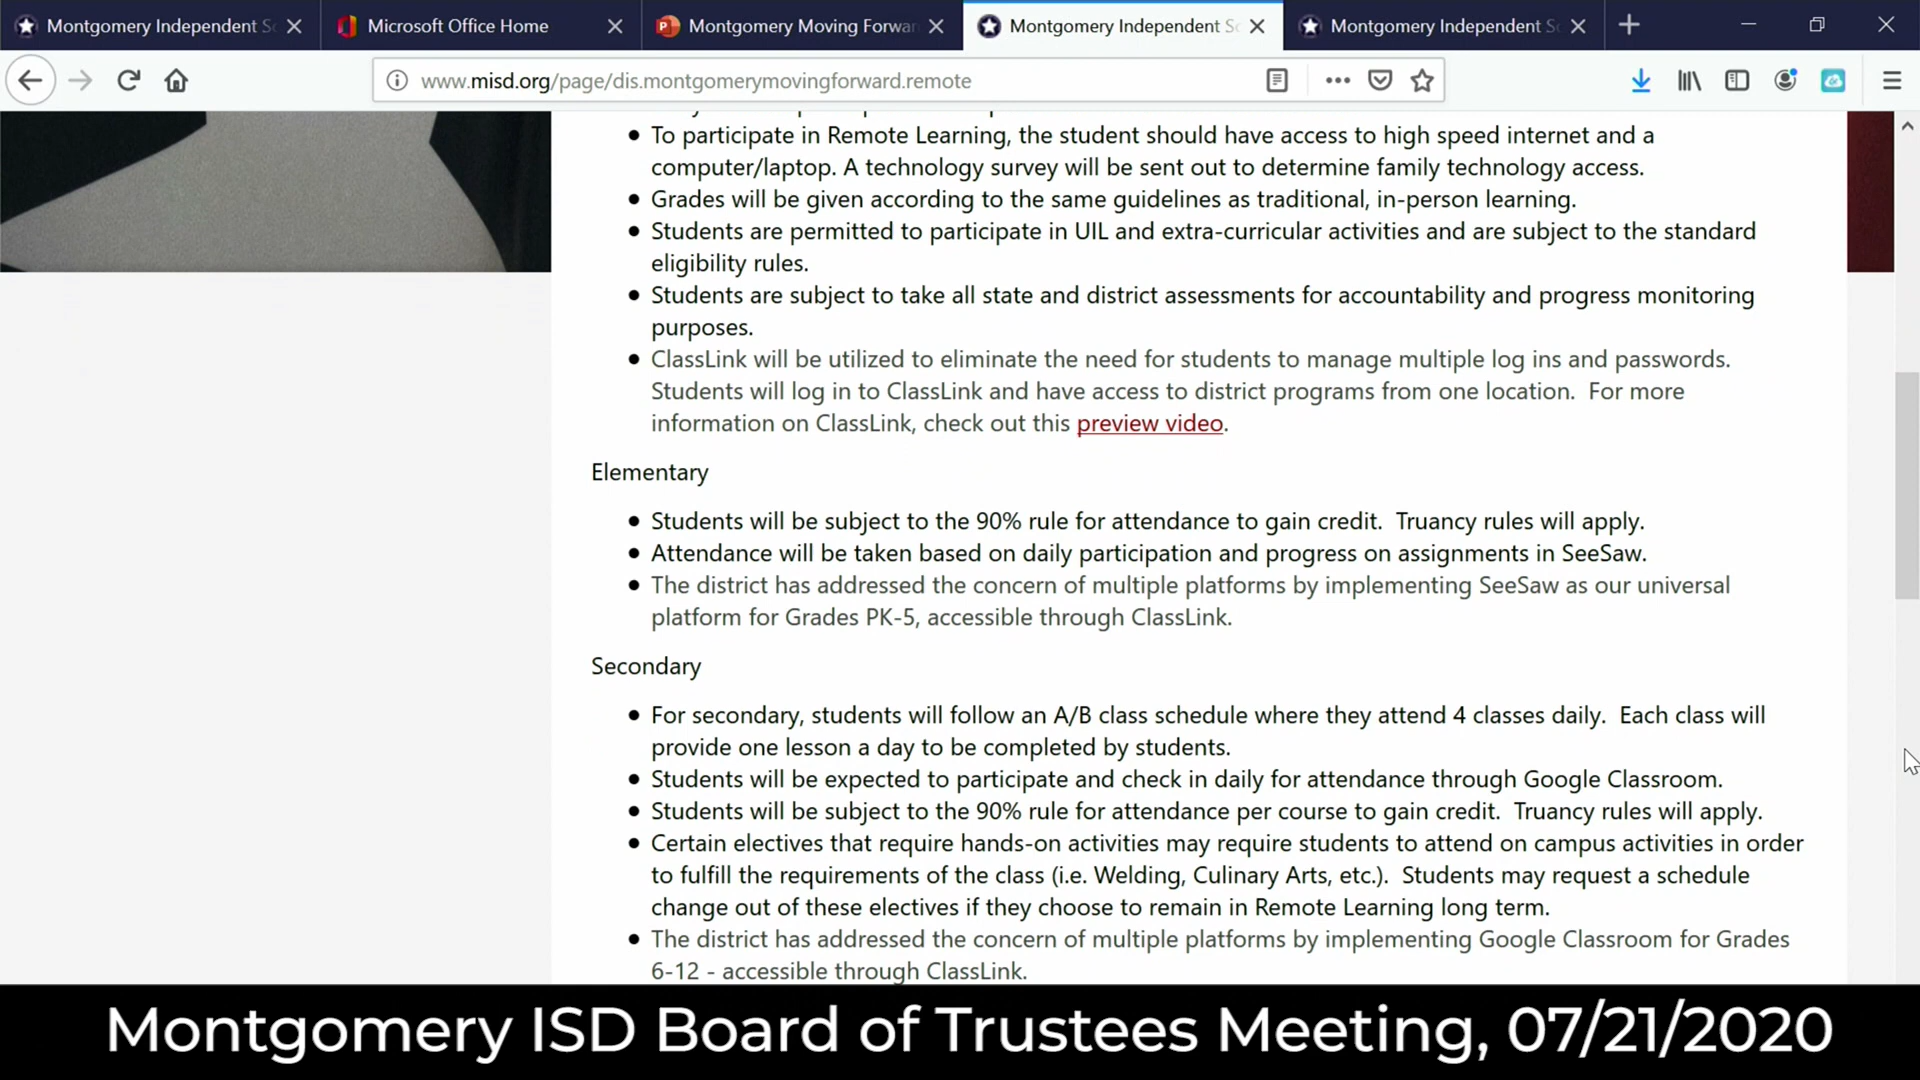 Montgomery Independent S
Microsoft Office Home
Montgomery Moving Forwar
Montgomery Independent S
Montgomery Independent S
www.misd.org/page/dis.montgomerymovingforward.remote
• To participate in Remote Learning, the student should have access to high speed internet and a
computer/laptop. A technology survey will be sent out to determine family technology access.
• Grades will be given according to the same guidelines as traditional, in-person learning.
• Students are permitted to participate in UIL and extra-curricular activities and are subject to the standard
eligibility rules.
• Students are subject to take all state and district assessments for accountability and progress monitoring
purposes.
• ClassLink will be utilized to eliminate the need for students to manage multiple log ins and passwords.
Students will log in to ClassLink and have access to district programs from one location. For more
information on ClassLink, check out this preview video.
Elementary
• Students will be subject to the 90% rule for attendance to gain credit. Truancy rules will apply.
• Attendance will be taken based on daily participation and progress on assignments in SeeSaw.
• The district has addressed the concern of multiple platforms by implementing SeeSaw as our universal
platform for Grades PK-5, accessible through ClassLink.
Secondary
• For secondary, students will follow an A/B class schedule where they attend 4 classes daily. Each class will
provide one lesson a day to be completed by students.
• Students will be expected to participate and check in daily for attendance through Google Classroom.
• Students will be subject to the 90% rule for attendance per course to gain credit. Truancy rules will apply.
• Certain electives that require hands-on activities may require students to attend on campus activities in order
to fulfill the requirements of the class (i.e. Welding, Culinary Arts, etc.). Students may request a schedule
change out of these electives if they choose to remain in Remote Learning long term.
• The district has addressed the concern of multiple platforms by implementing Google Classroom for Grades
6-12 - accessible through ClassLink.
Montgomery ISD Board of Trustees Meeting, 07/21/2020